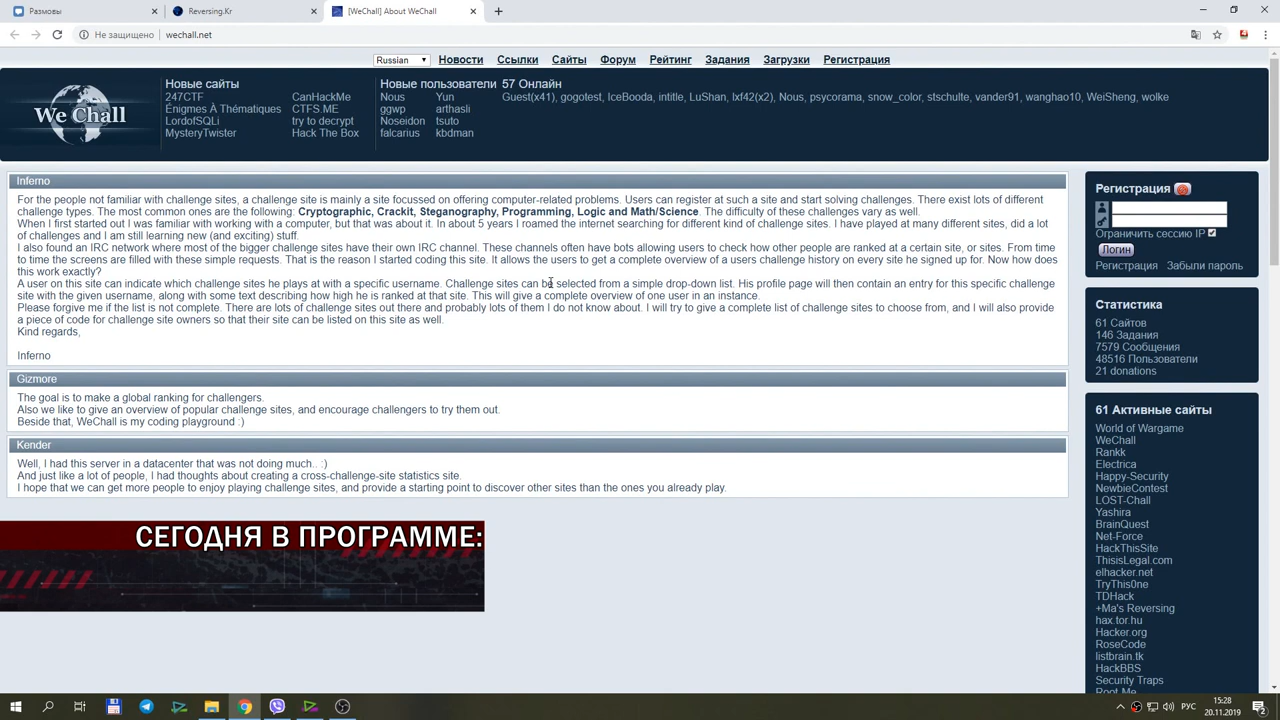 Размовы
Reversing.Kr
[WeChall] About WeChall
Не защищено
wechall.net
Russian
Новости
Ссылки
Сайты
Форум
Рейтинг
Задания
Загрузки
Регистрация
We Chall
Новые сайты
247CTF
CanHackMe
Énigmes À Thématiques
CTFS ME
LordofSQLi
try to decrypt
MysteryTwister
Hack The Box
Новые пользователи
Nous
Yun
ggwp
arthasli
Noseidon
tsuto
falcarius
kbdman
57 Онлайн
Guest(x41), gogotest, IceBooda, intitle, LuShan, lxf42(x2), Nous, psycorama, snow_color, stschulte, vander91, wanghao10, WeiSheng, wolke
Inferno
For the people not familiar with challenge sites, a challenge site is mainly a site focussed on offering computer-related problems. Users can register at such a site and start solving challenges. There exist lots of different
challenge types. The most common ones are the following: Cryptographic, Crackit, Steganography, Programming, Logic and Math/Science. The difficulty of these challenges vary as well.
When I first started out I was familiar with working with a computer, but that was about it. In about 5 years I roamed the internet searching for different kind of challenge sites. I have played at many different sites, did a lot
of challenges and I am still learning new (and exciting) stuff.
I also found an IRC network where most of the bigger challenge sites have their own IRC channel. These channels often have bots allowing users to check how other people are ranked at a certain site, or sites. From time
to time the screens are filled with these simple requests. That is the reason I started coding this site. It allows the users to get a complete overview of a users challenge history on every site he signed up for. Now how does
this work exactly?
A user on this site can indicate which challenge sites he plays at with a specific username. Challenge sites can be selected from a simple drop-down list. His profile page will then contain an entry for this specific challenge
site with the given username, along with some text describing how high he is ranked at that site. This will give a complete overview of one user in an instance.
Please forgive me if the list is not complete. There are lots of challenge sites out there and probably lots of them I do not know about. I will try to give a complete list of challenge sites to choose from, and I will also provide
a piece of code for challenge site owners so that their site can be listed on this site as well.
Kind regards,
Inferno
Gizmore
The goal is to make a global ranking for challengers.
Also we like to give an overview of popular challenge sites, and encourage challengers to try them out.
Beside that, WeChall is my coding playground :)
Kender
Well, I had this server in a datacenter that was not doing much.. :)
And just like a lot of people, I had thoughts about creating a cross-challenge-site statistics site.
I hope that we can get more people to enjoy playing challenge sites, and provide a starting point to discover other sites than the ones you already play.
СЕГОДНЯ В ПРОГРАММЕ:
Регистрация
Ограничить сессию IP
Логин
Регистрация
Забыли пароль
Статистика
61 Сайтов
146 Задания
7579 Сообщения
48516 Пользователи
21 donations
61 Активные сайты
World of Wargame
WeChall
Rankk
Electrica
Happy-Security
NewbieContest
LOST-Chall
Yashira
BrainQuest
Net-Force
HackThisSite
ThisisLegal.com
elhacker.net
TryThis0ne
TDHack
+Ma's Reversing
hax.tor.hu
Hacker.org
RoseCode
listbrain.tk
HackBBS
Security Traps
Root Me
РУС
15:28
20.11.2019
2